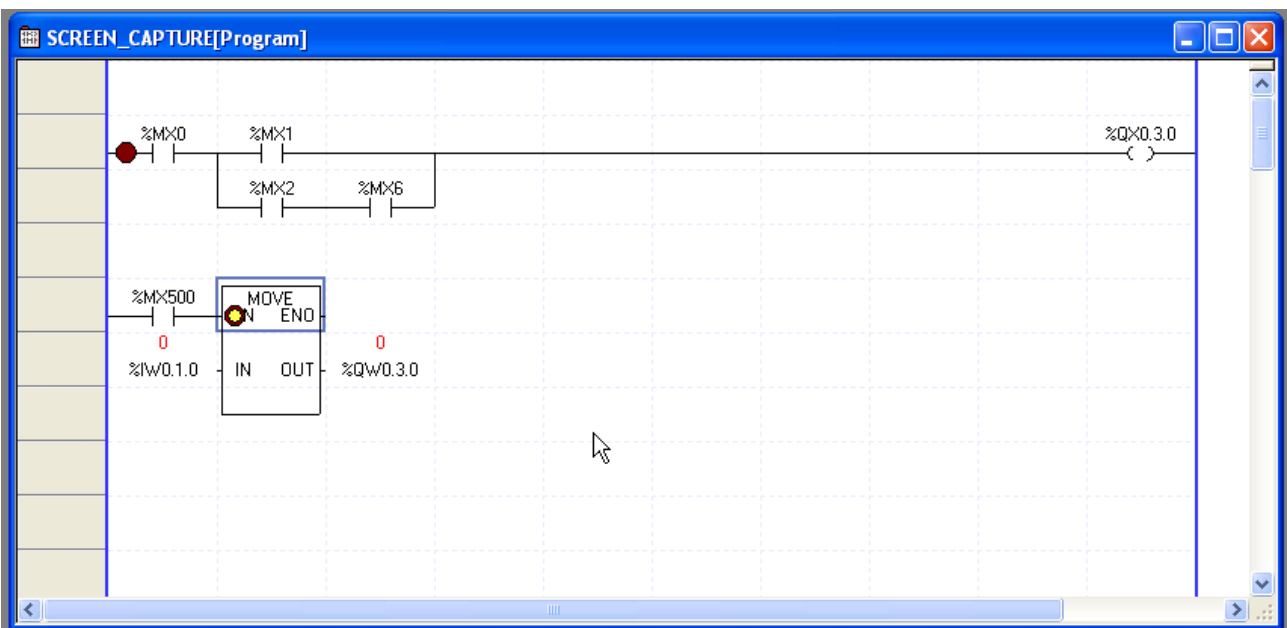 SCREEN_CAPTURE[Program]
%MX0 %MX1 %QX0.3.0
%MX2 %MX6
%MX500 MOVE
N ENO
0 0
%IW0.1.0 IN OUT %QW0.3.0